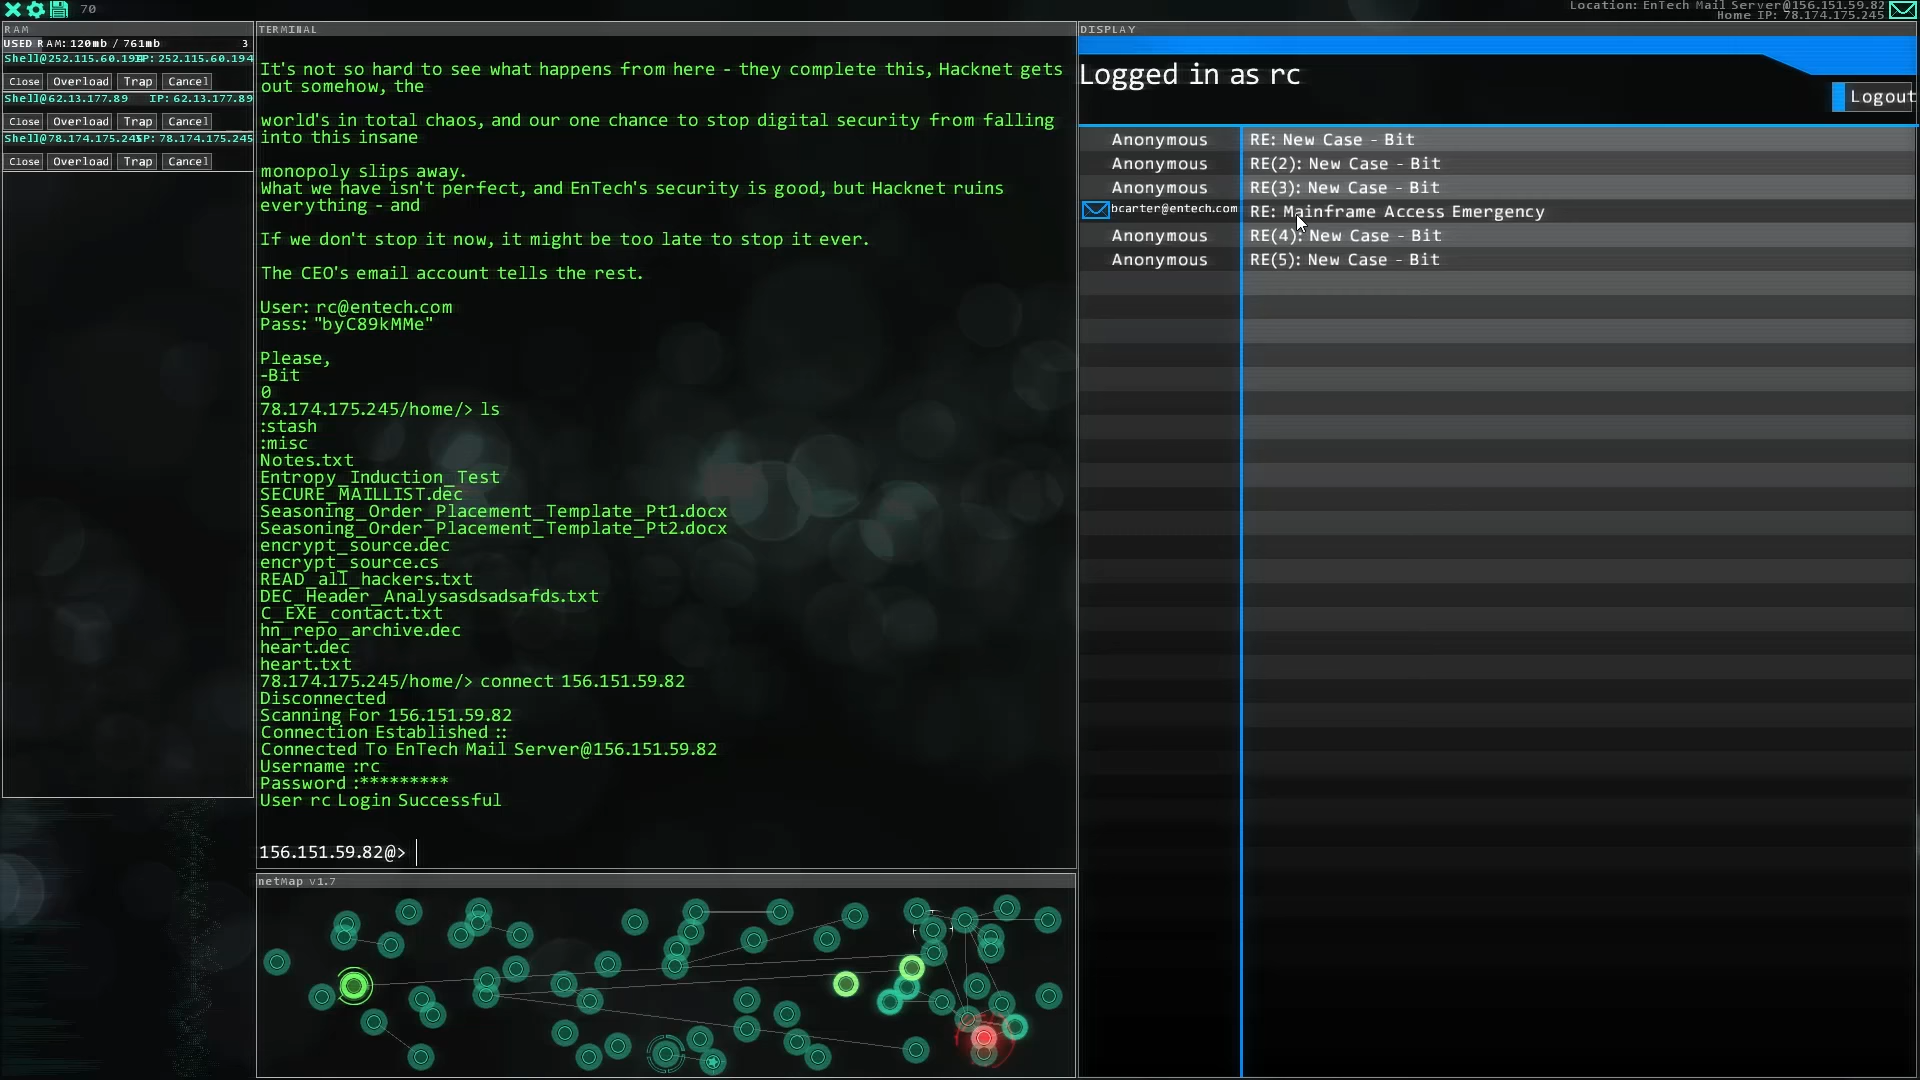 70
Location: EnTech Mail Server@156.151.59.82
Home IP: 78.174.175.245
RAM
USED RAM: 120mb / 761mb 3
Shell@252.115.60.194 IP: 252.115.60.194
Close Overload Trap Cancel
Shell@62.13.177.89 IP: 62.13.177.89
Close Overload Trap Cancel
Shell@78.174.175.245 IP: 78.174.175.245
Close Overload Trap Cancel
TERMINAL
It's not so hard to see what happens from here - they complete this, Hacknet gets
out somehow, the
world's in total chaos, and our one chance to stop digital security from falling
into this insane
monopoly slips away.
What we have isn't perfect, and EnTech's security is good, but Hacknet ruins
everything - and
If we don't stop it now, it might be too late to stop it ever.
The CEO's email account tells the rest.
User: rc@entech.com
Pass: "byC89kMMe"
Please,
-Bit
0
78.174.175.245/home/> ls
:stash
:misc
Notes.txt
Entropy_Induction_Test
SECURE_MAILLIST.dec
Seasoning_Order_Placement_Template_Pt1.docx
Seasoning_Order_Placement_Template_Pt2.docx
encrypt_source.dec
encrypt_source.cs
READ_all_hackers.txt
DEC_Header_Analysasdsadsafds.txt
C_EXE_contact.txt
hn_repo_archive.dec
heart.dec
heart.txt
78.174.175.245/home/> connect 156.151.59.82
Disconnected
Scanning For 156.151.59.82
Connection Established ::
Connected To EnTech Mail Server@156.151.59.82
Username :rc
Password :*********
User rc Login Successful
156.151.59.82@>
netMap v1.7
DISPLAY
Logged in as rc
Logout
Anonymous RE: New Case - Bit
Anonymous RE(2): New Case - Bit
Anonymous RE(3): New Case - Bit
bcarter@entech.com RE: Mainframe Access Emergency
Anonymous RE(4): New Case - Bit
Anonymous RE(5): New Case - Bit